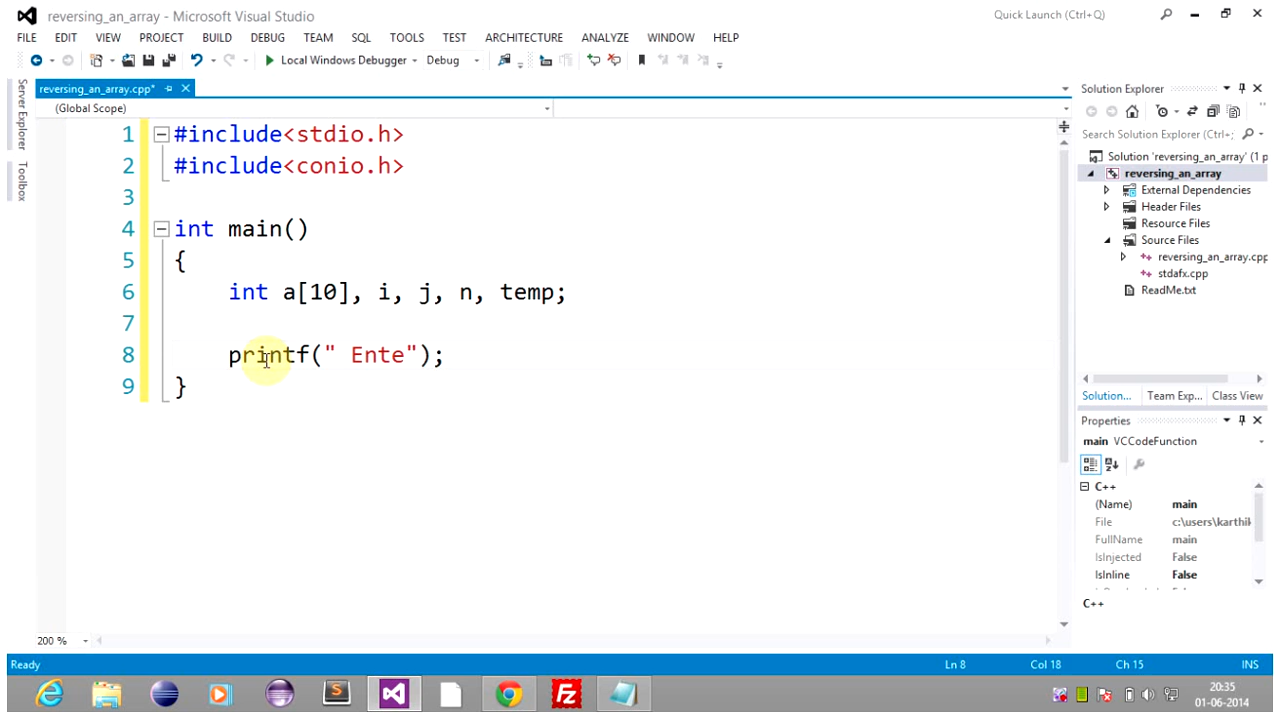 reversing_an_array - Microsoft Visual Studio
Quick Launch (Ctrl+Q)
FILE EDIT VIEW PROJECT BUILD DEBUG TEAM SQL TOOLS TEST ARCHITECTURE ANALYZE WINDOW HELP
Local Windows Debugger Debug
Server Explorer
Toolbox
reversing_an_array.cpp*
(Global Scope)
1 #include<stdio.h>
2 #include<conio.h>
3
4 int main()
5 {
6 int a[10], i, j, n, temp;
7
8 printf(" Ente");
9 }
200 %
Solution Explorer
Search Solution Explorer (Ctrl+;
Solution 'reversing_an_array' (1 p
reversing_an_array
External Dependencies
Header Files
Resource Files
Source Files
reversing_an_array.cpp
stdafx.cpp
ReadMe.txt
Solution... Team Exp... Class View
Properties
main VCCodeFunction
C++
(Name) main
File c:\users\karthik
FullName main
IsInjected False
IsInline False
C++
Ready Ln 8 Col 18 Ch 15 INS
20:35
01-06-2014